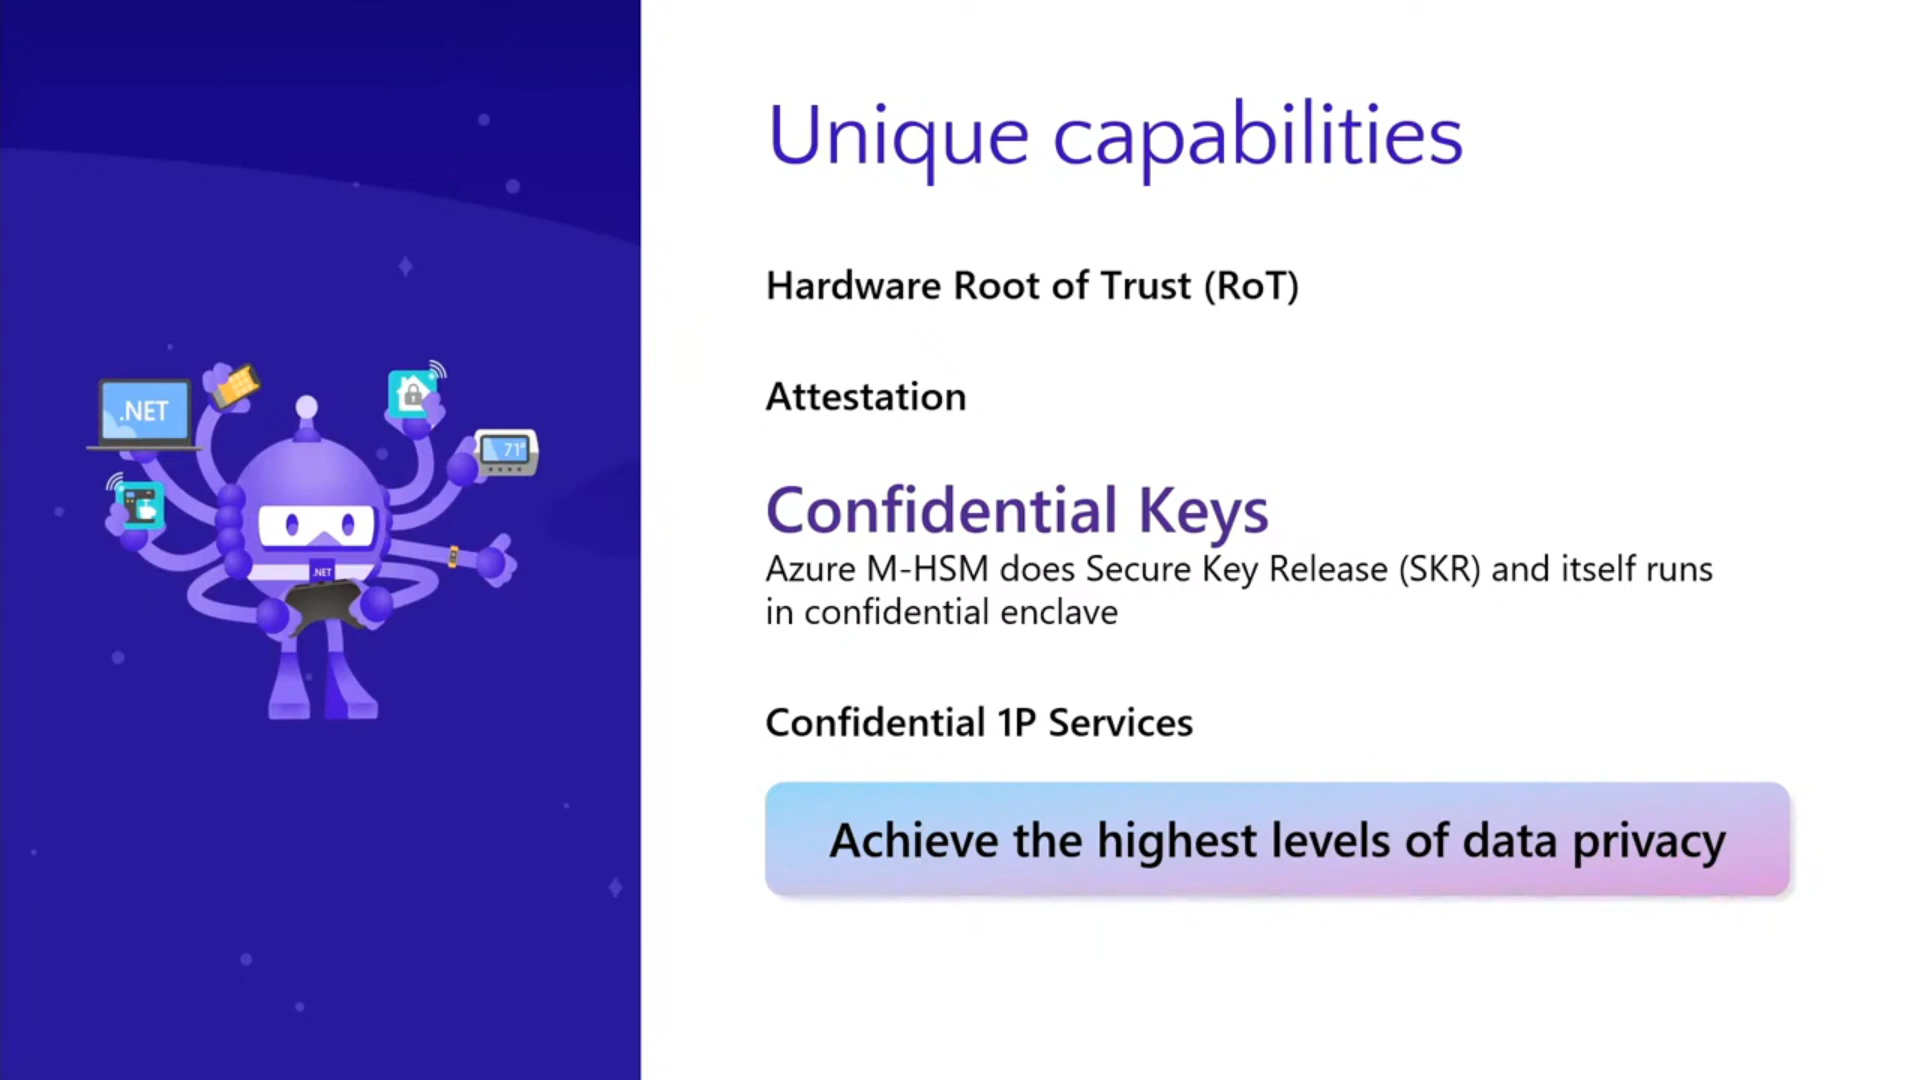 Unique capabilities
Hardware Root of Trust (RoT)
Attestation
Confidential Keys
Azure M-HSM does Secure Key Release (SKR) and itself runs
in confidential enclave
Confidential 1P Services
Achieve the highest levels of data privacy
.NET
71°
.NET